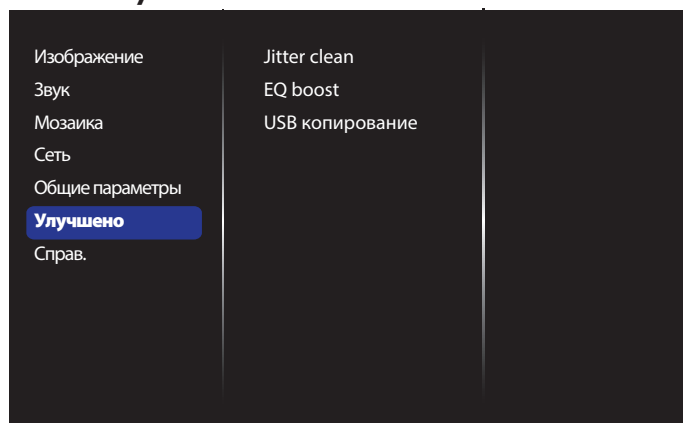 Изображение
Звук
Мозаика
Сеть
Общие параметры
Улучшено
Справ.
Jitter clean
EQ boost
USB копирование